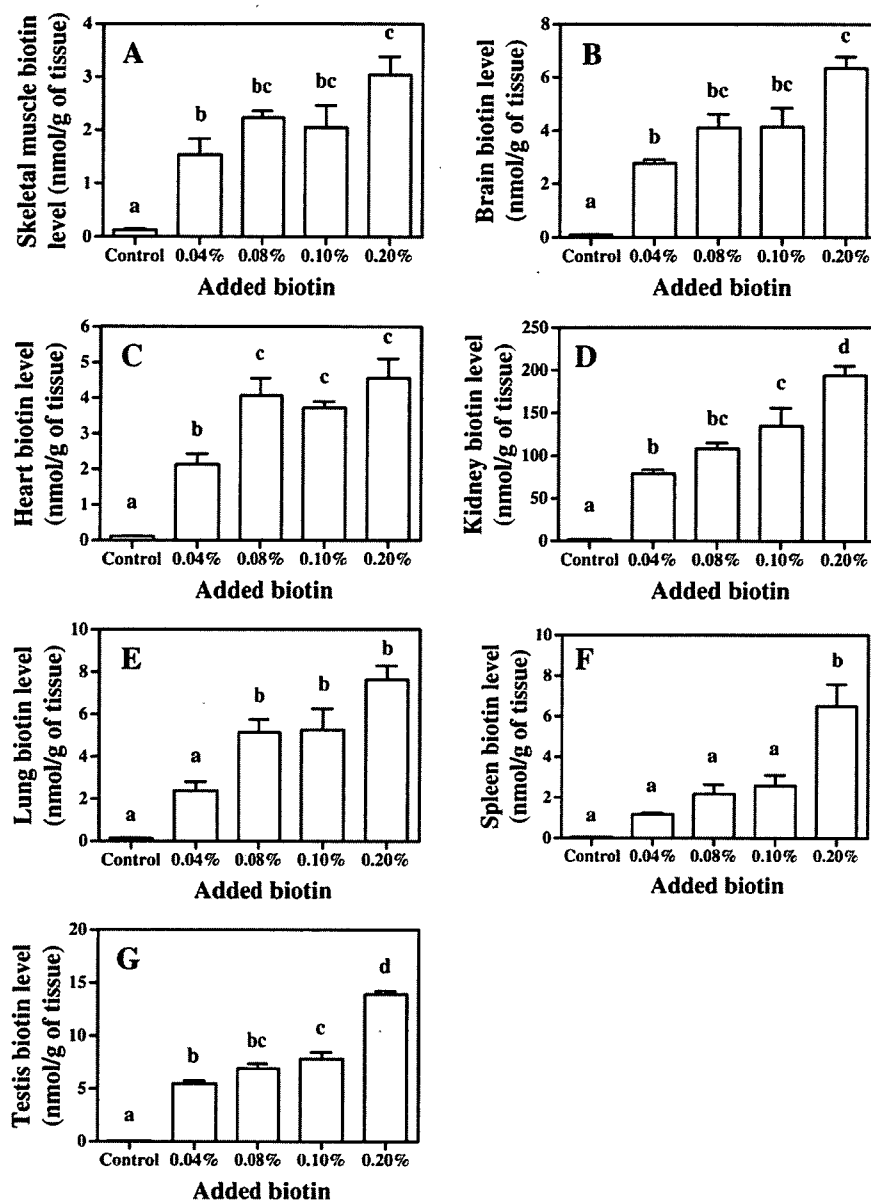 A
Skeletal muscle biotin
level (nmol/g of tissue)
4
3
2
1
0
a
b
bc
bc
c
Control 0.04% 0.08% 0.10% 0.20%
Added biotin
B
Brain biotin level
(nmol/g of tissue)
8
6
4
2
0
a
b
bc
bc
c
Control 0.04% 0.08% 0.10% 0.20%
Added biotin
C
Heart biotin level
(nmol/g of tissue)
6
5
4
3
2
1
0
a
b
c
c
c
Control 0.04% 0.08% 0.10% 0.20%
Added biotin
D
Kidney biotin level
(nmol/g of tissue)
250
200
150
100
50
0
a
b
bc
c
d
Control 0.04% 0.08% 0.10% 0.20%
Added biotin
E
Lung biotin level
(nmol/g of tissue)
10
8
6
4
2
0
a
a
b
b
b
Control 0.04% 0.08% 0.10% 0.20%
Added biotin
F
Spleen biotin level
(nmol/g of tissue)
10
8
6
4
2
0
a
a
a
a
b
Control 0.04% 0.08% 0.10% 0.20%
Added biotin
G
Testis biotin level
(nmol/g of tissue)
20
15
10
5
0
a
b
bc
c
d
Control 0.04% 0.08% 0.10% 0.20%
Added biotin